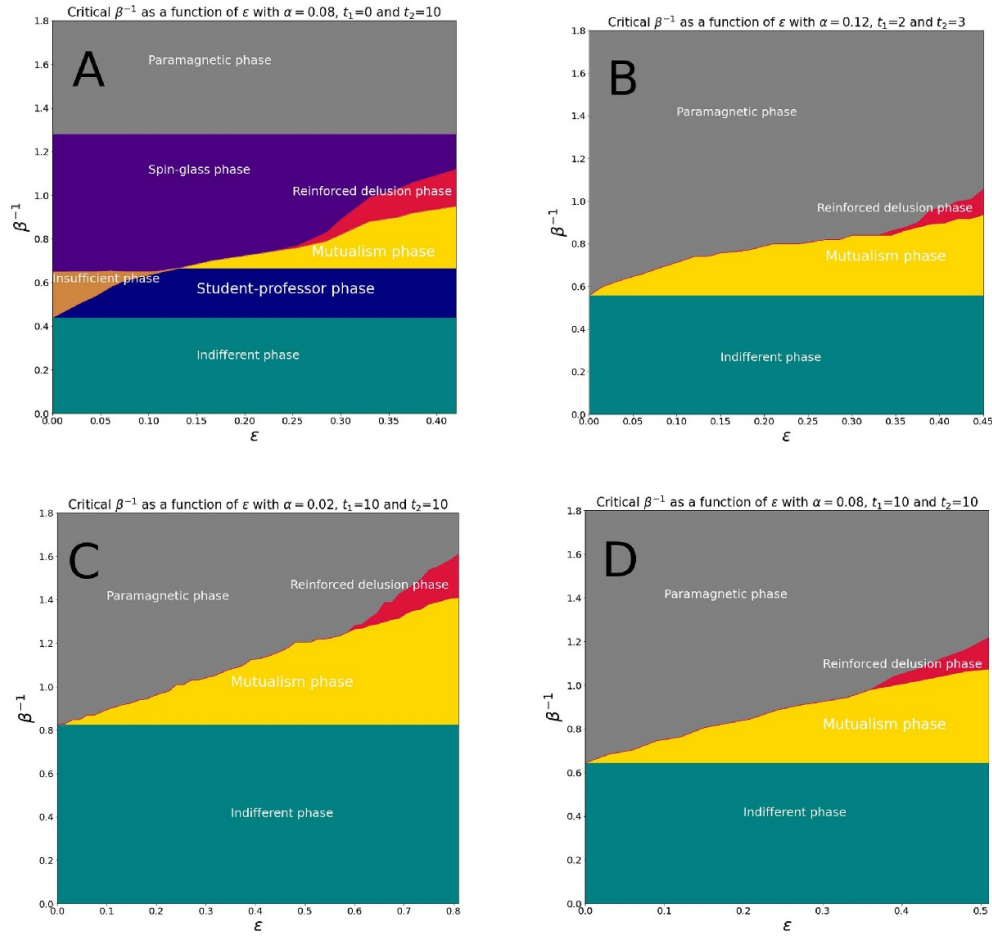 Critical β⁻¹ as a function of ε with α = 0.08, t₁=0 and t₂=10
A
Paramagnetic phase
Spin-glass phase
Reinforced delusion phase
Mutualism phase
Insufficient phase
Student-professor phase
Indifferent phase
β⁻¹
1.8
1.6
1.4
1.2
1.0
0.8
0.6
0.4
0.2
0.0
0.00 0.05 0.10 0.15 0.20 0.25 0.30 0.35 0.40
ε
Critical β⁻¹ as a function of ε with α = 0.12, t₁=2 and t₂=3
B
Paramagnetic phase
Reinforced delusion phase
Mutualism phase
Indifferent phase
β⁻¹
1.8
1.6
1.4
1.2
1.0
0.8
0.6
0.4
0.2
0.0
0.00 0.05 0.10 0.15 0.20 0.25 0.30 0.35 0.40 0.45
ε
Critical β⁻¹ as a function of ε with α = 0.02, t₁=10 and t₂=10
C
Reinforced delusion phase
Paramagnetic phase
Mutualism phase
Indifferent phase
β⁻¹
1.8
1.6
1.4
1.2
1.0
0.8
0.6
0.4
0.2
0.0
0.0 0.1 0.2 0.3 0.4 0.5 0.6 0.7 0.8
ε
Critical β⁻¹ as a function of ε with α = 0.08, t₁=10 and t₂=10
D
Paramagnetic phase
Reinforced delusion phase
Mutualism phase
Indifferent phase
β⁻¹
1.8
1.6
1.4
1.2
1.0
0.8
0.6
0.4
0.2
0.0
0.0 0.1 0.2 0.3 0.4 0.5
ε